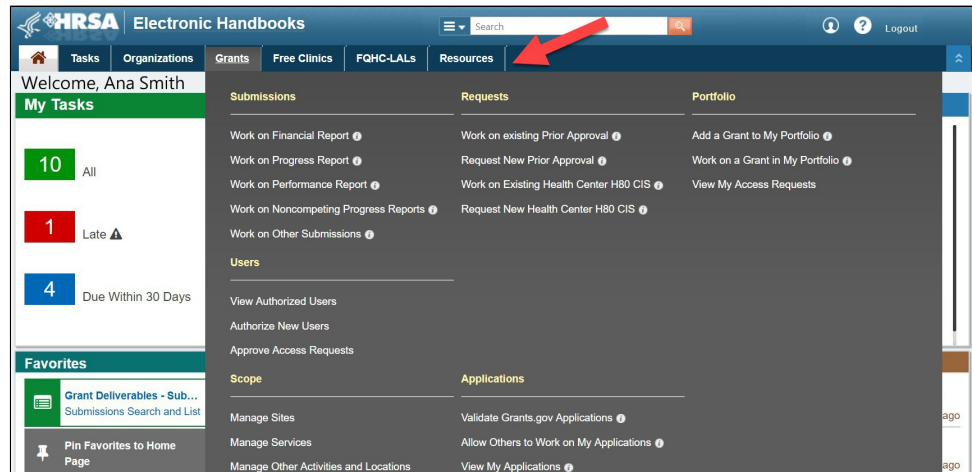 HRSA Electronic Handbooks
Search
? Logout
Tasks Organizations Grants Free Clinics FQHC-LALs Resources
Welcome, Ana Smith
My Tasks
10 All
1 Late
4 Due Within 30 Days
Favorites
Grant Deliverables - Sub...
Submissions Search and List
Pin Favorites to Home
Page
Submissions
Work on Financial Report
Work on Progress Report
Work on Performance Report
Work on Noncompeting Progress Reports
Work on Other Submissions
Requests
Work on existing Prior Approval
Request New Prior Approval
Work on Existing Health Center H80 CIS
Request New Health Center H80 CIS
Portfolio
Add a Grant to My Portfolio
Work on a Grant in My Portfolio
View My Access Requests
Users
View Authorized Users
Authorize New Users
Approve Access Requests
Scope
Manage Sites
Manage Services
Manage Other Activities and Locations
Applications
Validate Grants.gov Applications
Allow Others to Work on My Applications
View My Applications
ago
ago